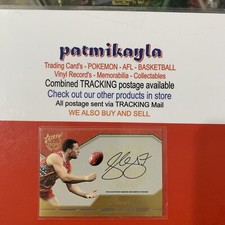 patmikayla
Trading Card's - POKEMON - AFL - BASKETBALL
Vinyl Record's - Memorabilia - Collectables
Combined TRACKING postage available
Check out our other products in store
All postage sent via TRACKING Mail
WE ALSO BUY AND SELL